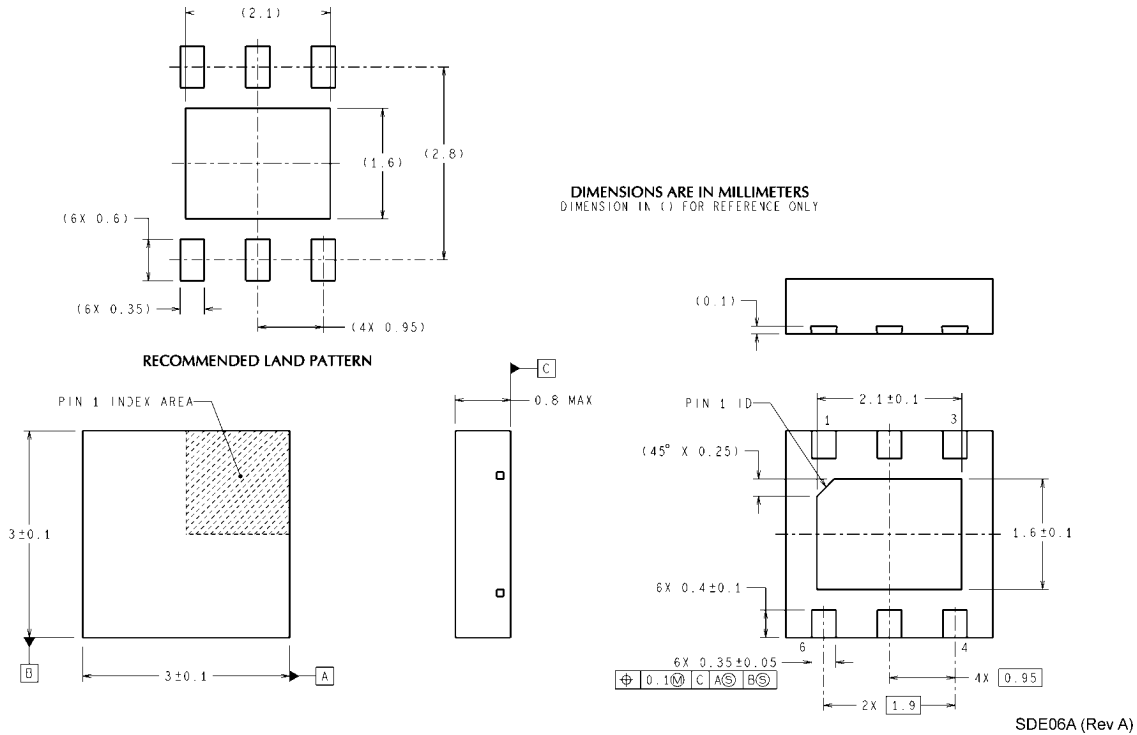 (2.1)
(1.6)
(2.8)
(6X 0.6)
(6X 0.35)
(4X 0.95)
RECOMMENDED LAND PATTERN
DIMENSIONS ARE IN MILLIMETERS
DIMENSION IN () FOR REFERENCE ONLY
(0.1)
PIN 1 INDEX AREA
3±0.1
B
3±0.1
A
C
0.8 MAX
PIN 1 ID
2.1±0.1
1
3
(45° X 0.25)
1.6±0.1
6X 0.4±0.1
6
4
6X 0.35±0.05
⌖ 0.1Ⓜ C AⓈ BⓈ
4X 0.95
2X 1.9
SDE06A (Rev A)